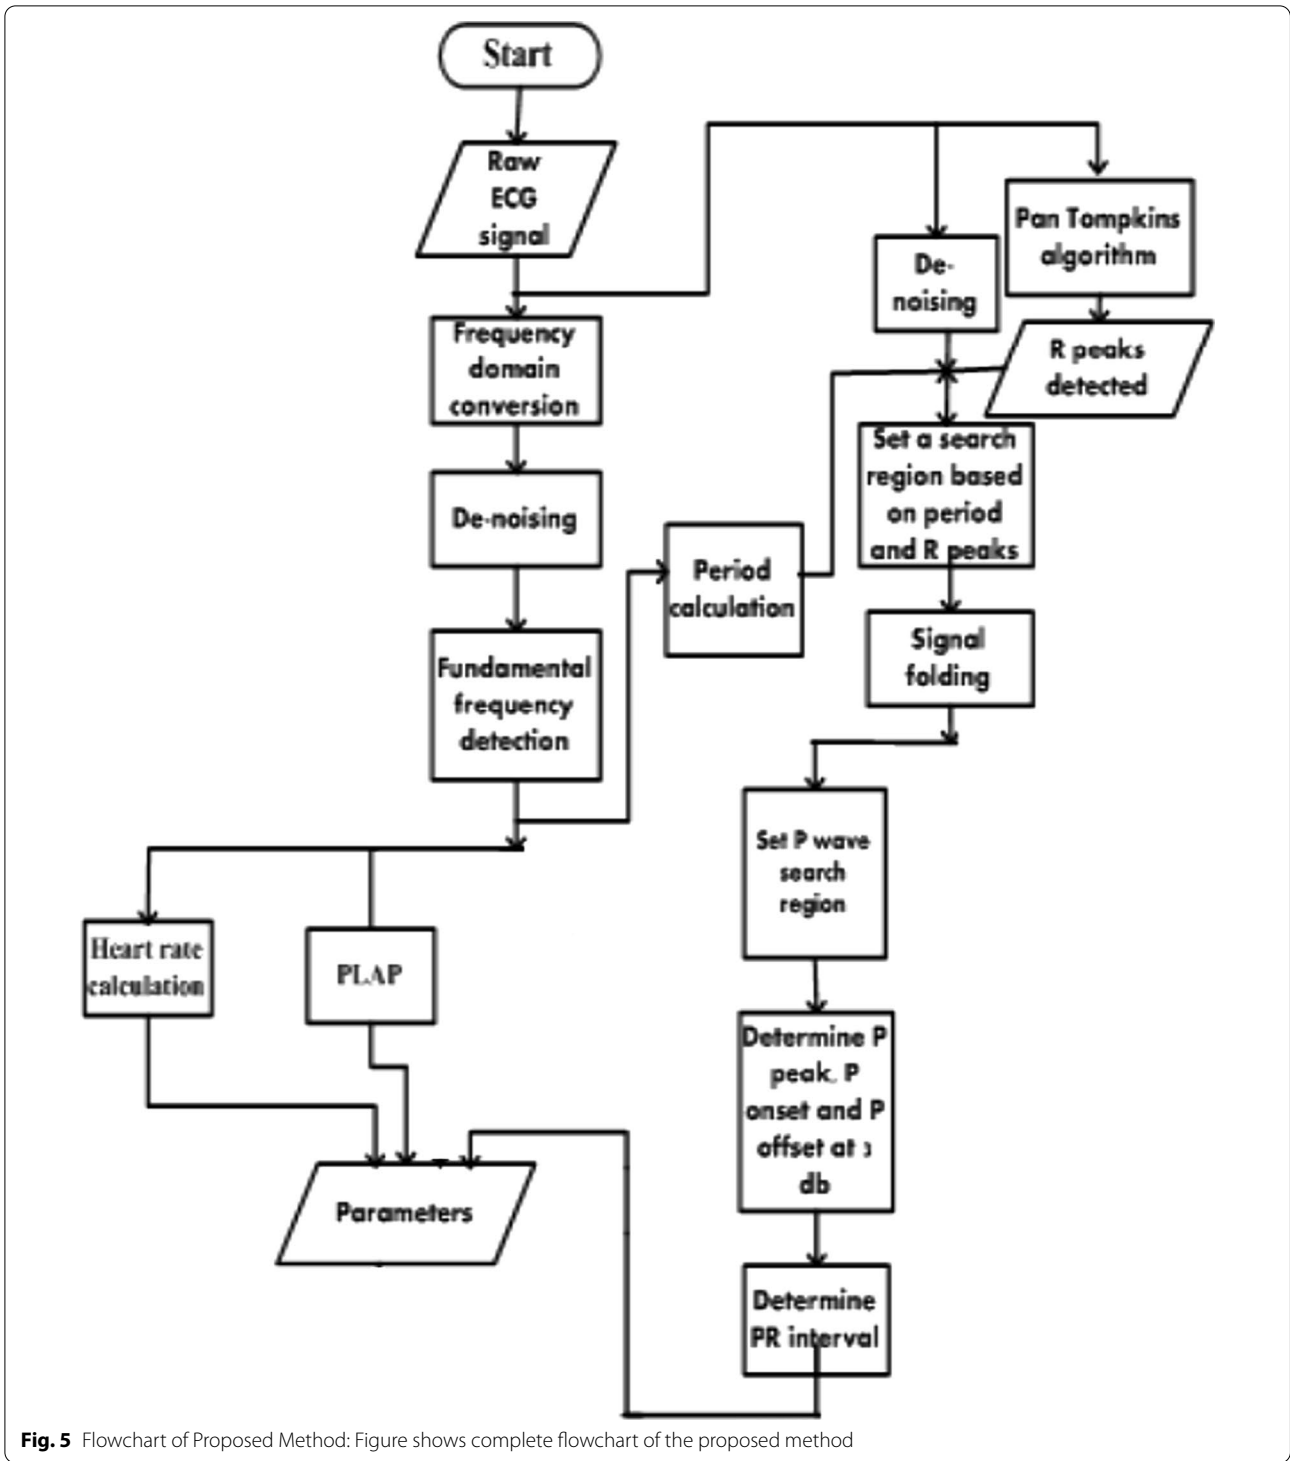 Start
Raw
ECG
signal
Frequency
domain
conversion
De-noising
Fundamental
frequency
detection
Heart rate
calculation
PLAP
Parameters
Period
calculation
De-
noising
Pan Tompkins
algorithm
R peaks
detected
Set a search
region based
on period
and R peaks
Signal
folding
Set P wave
search
region
Determine P
peak, P
onset and P
offset at
db
Determine
PR interval
Fig. 5 Flowchart of Proposed Method: Figure shows complete flowchart of the proposed method